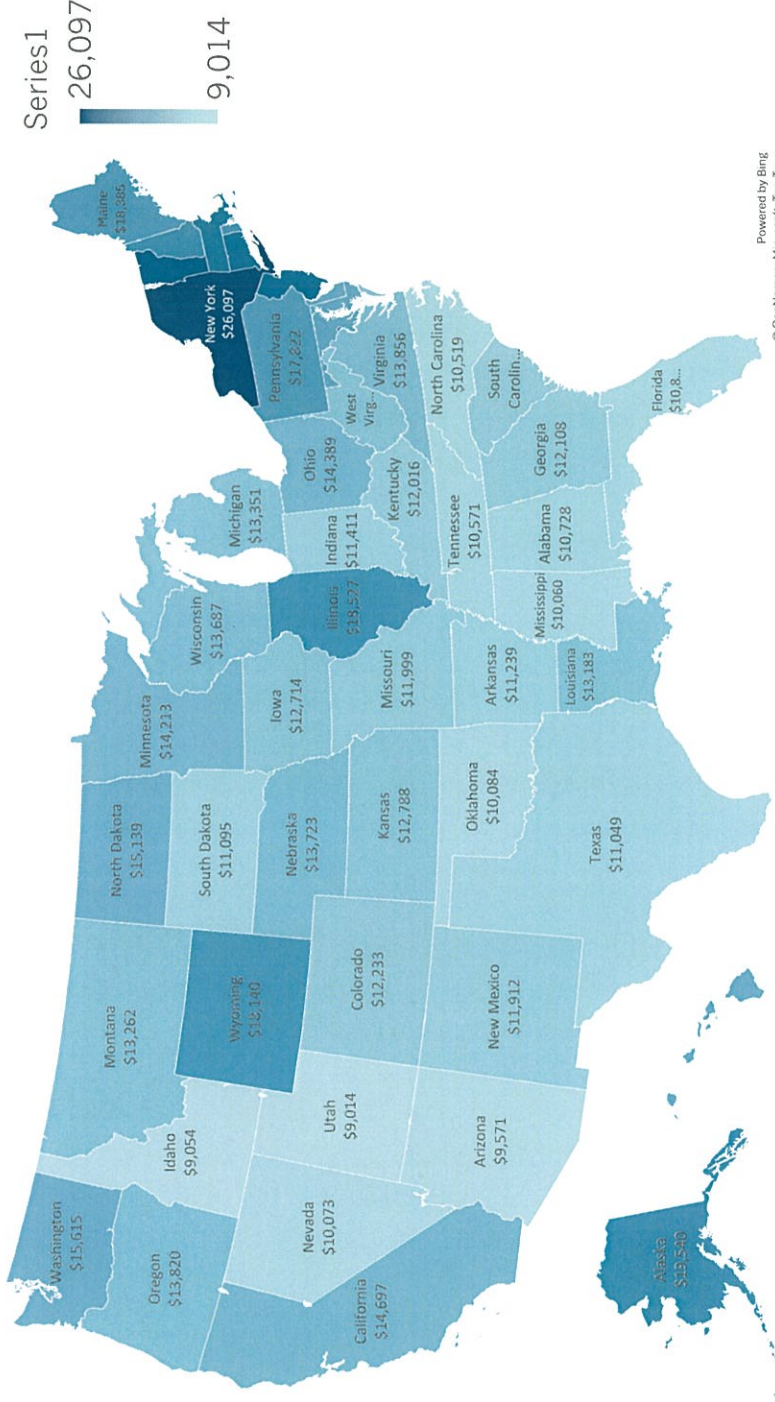 Series1
26,097
9,014
Washington
$15,615
Montana
$13,262
North Dakota
$15,139
Minnesota
$14,213
Wisconsin
$13,687
Michigan
$13,351
New York
$26,097
Maine
$18,385
Oregon
$13,820
Idaho
$9,054
Wyoming
$18,140
South Dakota
$11,095
Iowa
$12,714
Illinois
$18,527
Indiana
$11,411
Ohio
$14,389
Pennsylvania
$17,822
Nevada
$10,073
Utah
$9,014
Colorado
$12,233
Nebraska
$13,723
Kansas
$12,788
Missouri
$11,999
Kentucky
$12,016
West
Virg...
Virginia
$13,856
California
$14,697
Arizona
$9,571
New Mexico
$11,912
Oklahoma
$10,084
Arkansas
$11,239
Tennessee
$10,571
North Carolina
$10,519
South
Carolin...
Texas
$11,049
Louisiana
$13,183
Mississippi
$10,060
Alabama
$10,728
Georgia
$12,108
Florida
$10,8...
Alaska
$19,540
Powered by Bing